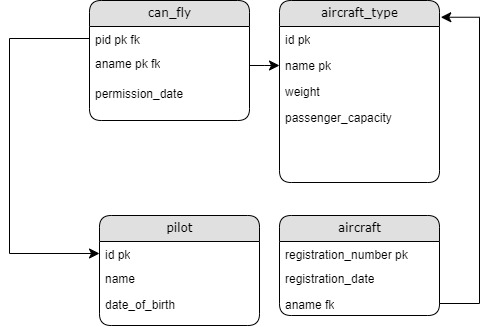 can_fly
pid pk fk
aname pk fk
permission_date
aircraft_type
id pk
name pk
weight
passenger_capacity
pilot
id pk
name
date_of_birth
aircraft
registration_number pk
registration_date
aname fk